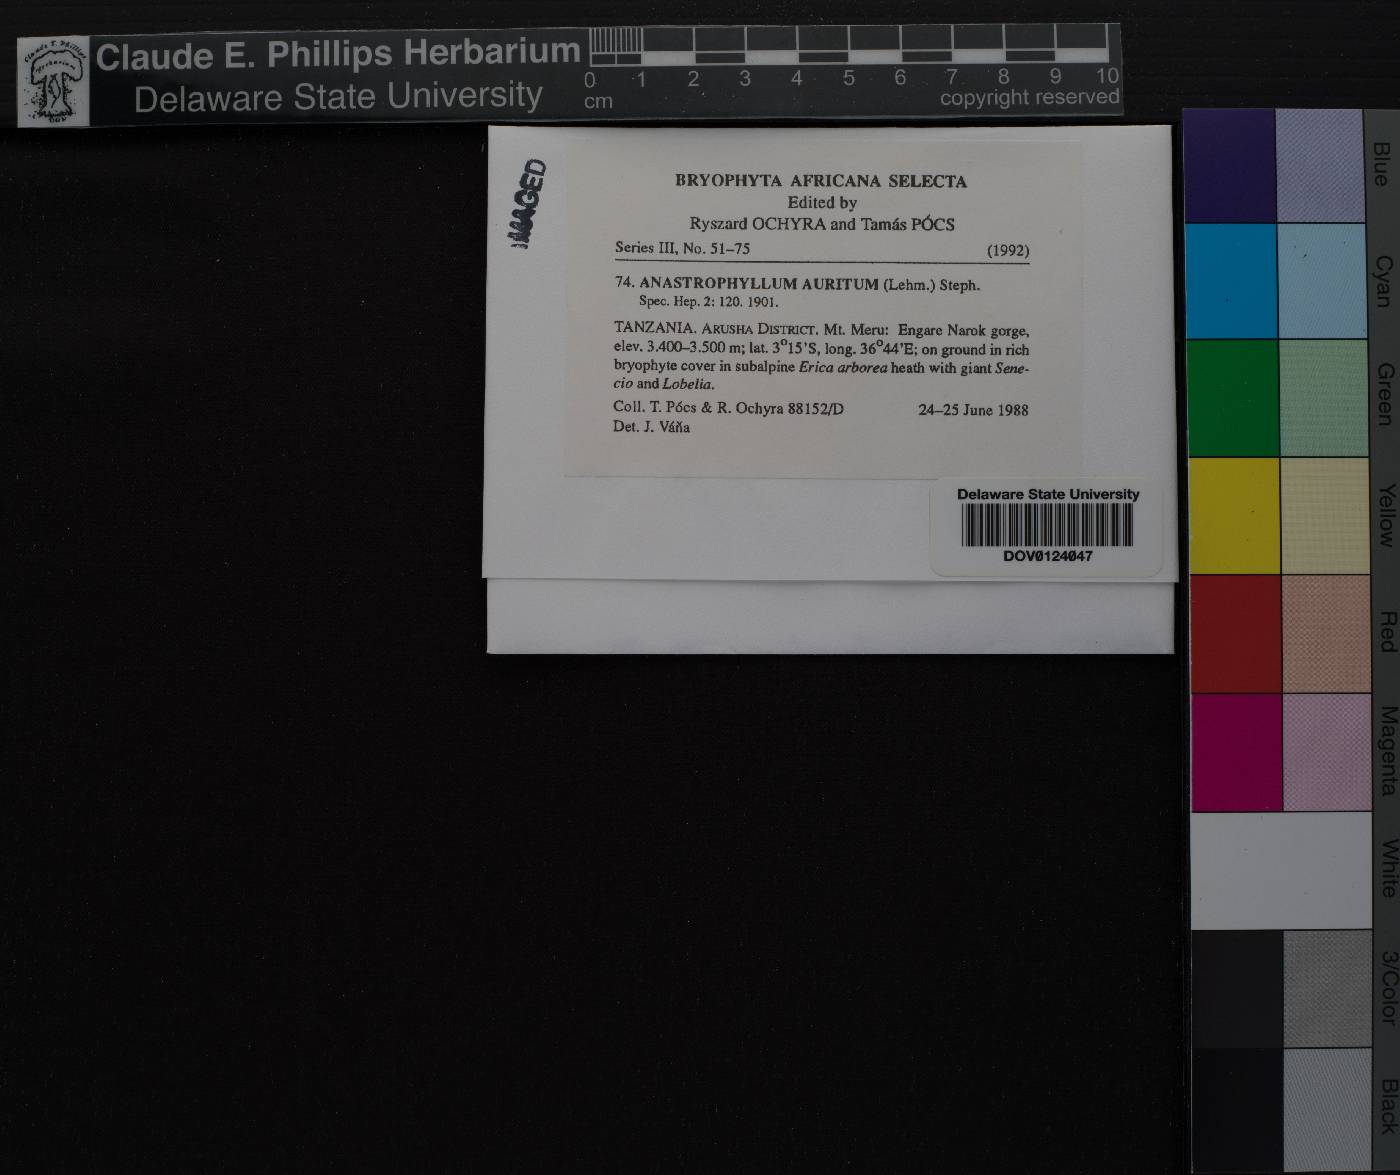 Claude E. Phillips Herbarium
Delaware State University
0 1 2 3 4 5 6 7 8 9 10
cm
copyright reserved
IMAGED
BRYOPHYTA AFRICANA SELECTA
Edited by
Ryszard OCHYRA and Tamás PÓCS
Series III, No. 51–75 (1992)
74. ANASTROPHYLLUM AURITUM (Lehm.) Steph.
Spec. Hep. 2: 120. 1901.
TANZANIA. ARUSHA DISTRICT. Mt. Meru: Engare Narok gorge,
elev. 3.400–3.500 m; lat. 3°15'S, long. 36°44'E; on ground in rich
bryophyte cover in subalpine Erica arborea heath with giant Sene-
cio and Lobelia.
Coll. T. Pócs & R. Ochyra 88152/D 24–25 June 1988
Det. J. Váňa
Delaware State University
DOV0124047
Blue
Cyan
Green
Yellow
Red
Magenta
White
3/Color
Black